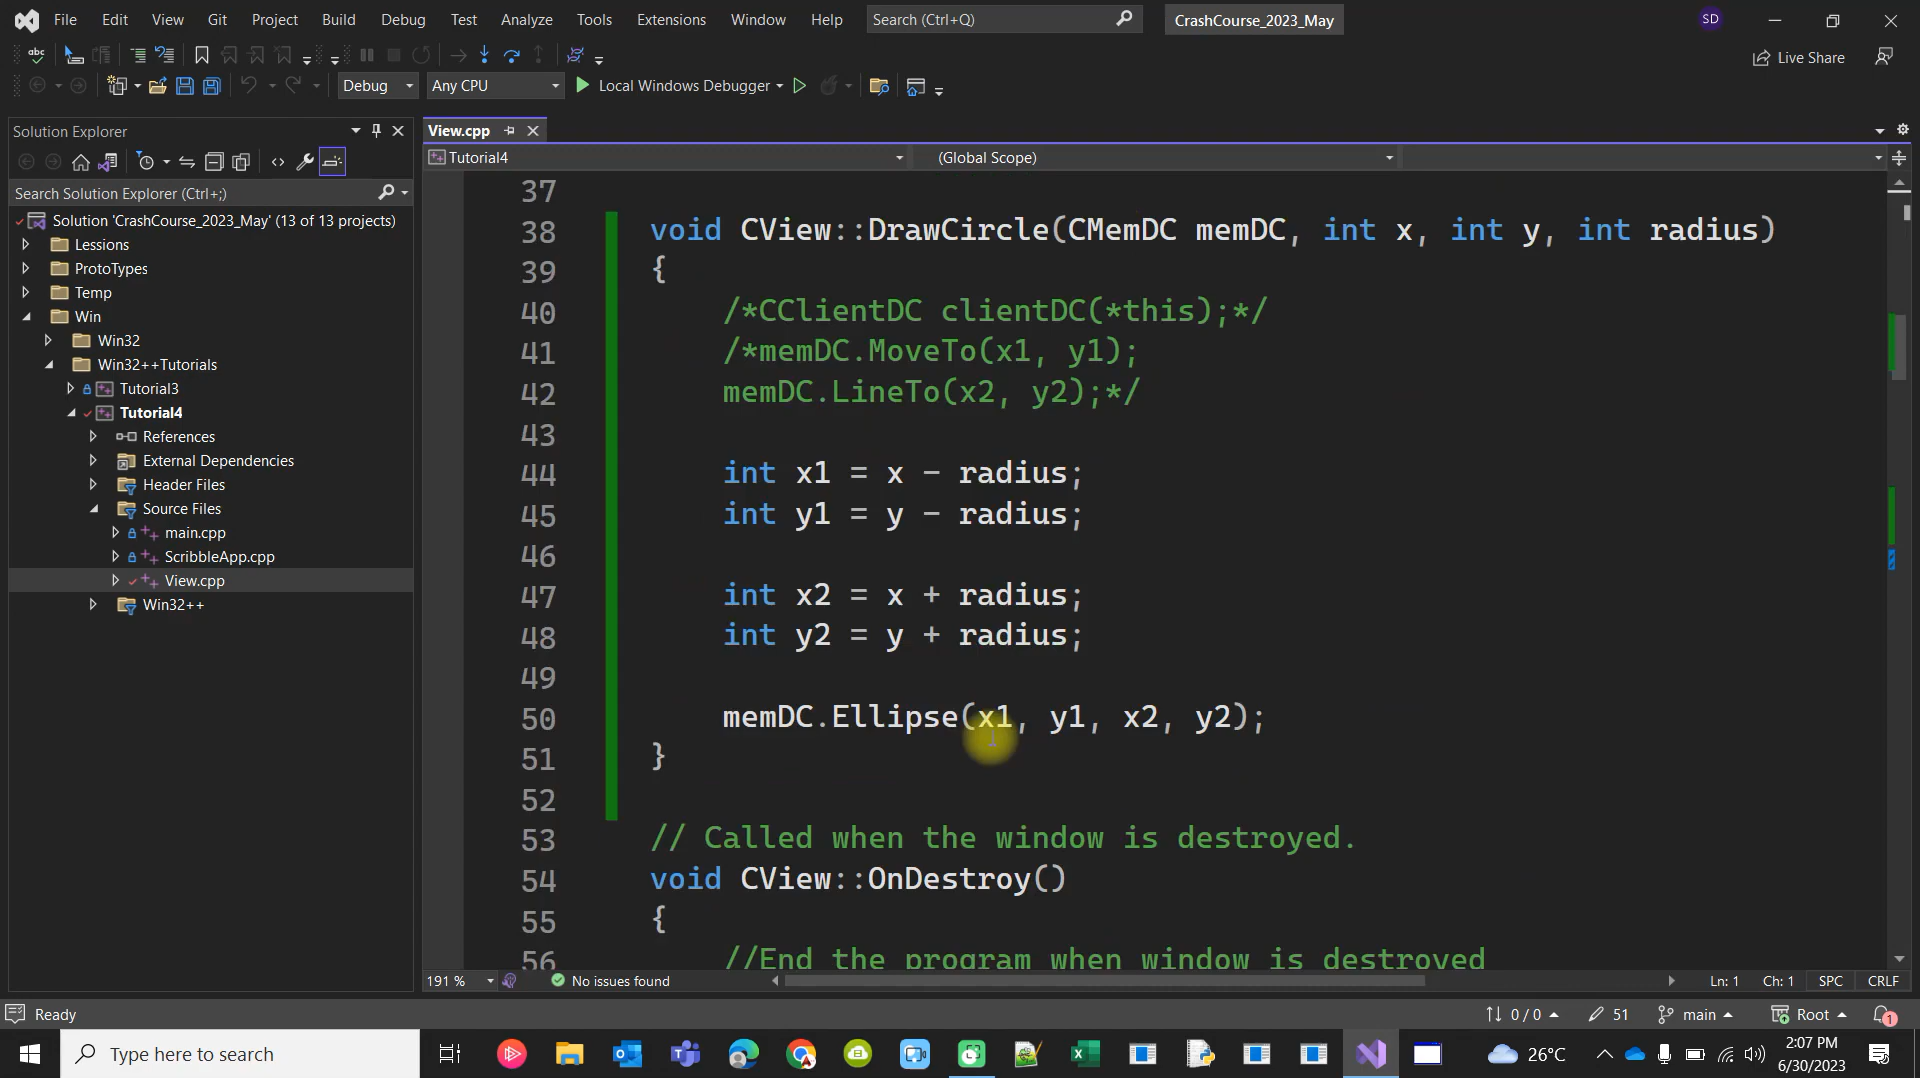 File Edit View Git Project Build Debug Test Analyze Tools Extensions Window Help Search (Ctrl+Q) CrashCourse_2023_May SD
abc Live Share
Debug Any CPU Local Windows Debugger
Solution Explorer
Search Solution Explorer (Ctrl+;)
Solution 'CrashCourse_2023_May' (13 of 13 projects)
Lessions
ProtoTypes
Temp
Win
Win32
Win32++Tutorials
Tutorial3
Tutorial4
References
External Dependencies
Header Files
Source Files
main.cpp
ScribbleApp.cpp
View.cpp
Win32++
View.cpp
Tutorial4 (Global Scope)
37
38 void CView::DrawCircle(CMemDC memDC, int x, int y, int radius)
39 {
40 /*CClientDC clientDC(*this);*/
41 /*memDC.MoveTo(x1, y1);
42 memDC.LineTo(x2, y2);*/
43
44 int x1 = x - radius;
45 int y1 = y - radius;
46
47 int x2 = x + radius;
48 int y2 = y + radius;
49
50 memDC.Ellipse(x1, y1, x2, y2);
51 }
52
53 // Called when the window is destroyed.
54 void CView::OnDestroy()
55 {
56 //End the program when window is destroyed
191 % No issues found Ln: 1 Ch: 1 SPC CRLF
Ready 0 / 0 51 main Root 1
Type here to search 26°C 2:07 PM
6/30/2023